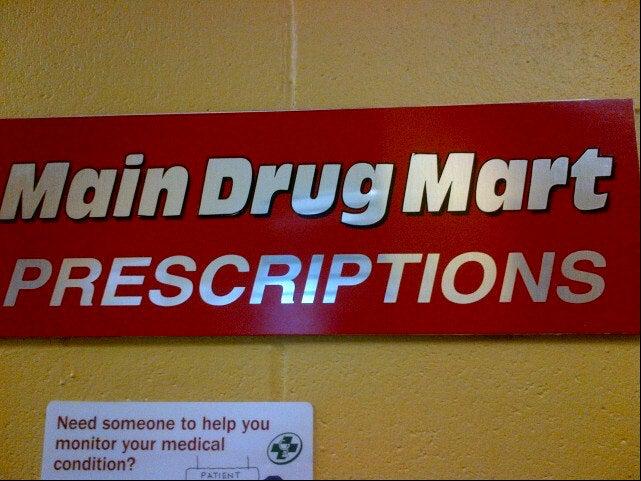 Main Drug Mart
PRESCRIPTIONS
Need someone to help you
monitor your medical
condition?
PATIENT